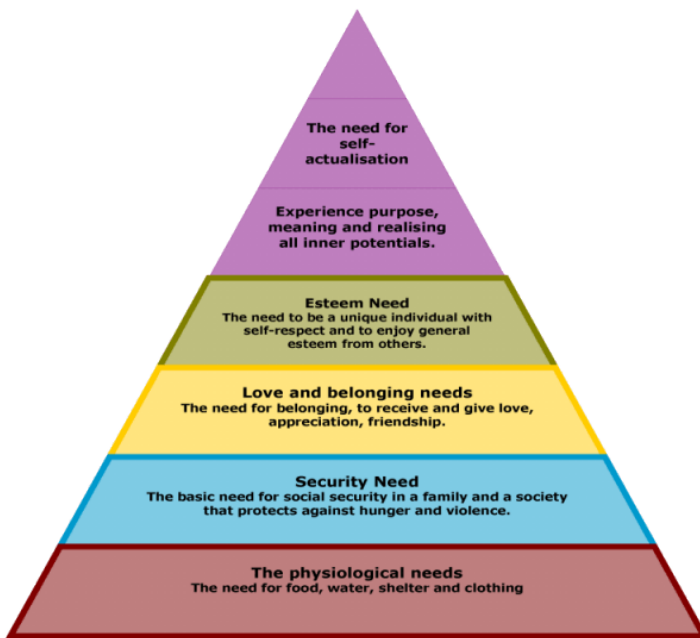 The need for
self-
actualisation
Experience purpose,
meaning and realising
all inner potentials.
Esteem Need
The need to be a unique individual with
self-respect and to enjoy general
esteem from others.
Love and belonging needs
The need for belonging, to receive and give love,
appreciation, friendship.
Security Need
The basic need for social security in a family and a society
that protects against hunger and violence.
The physiological needs
The need for food, water, shelter and clothing